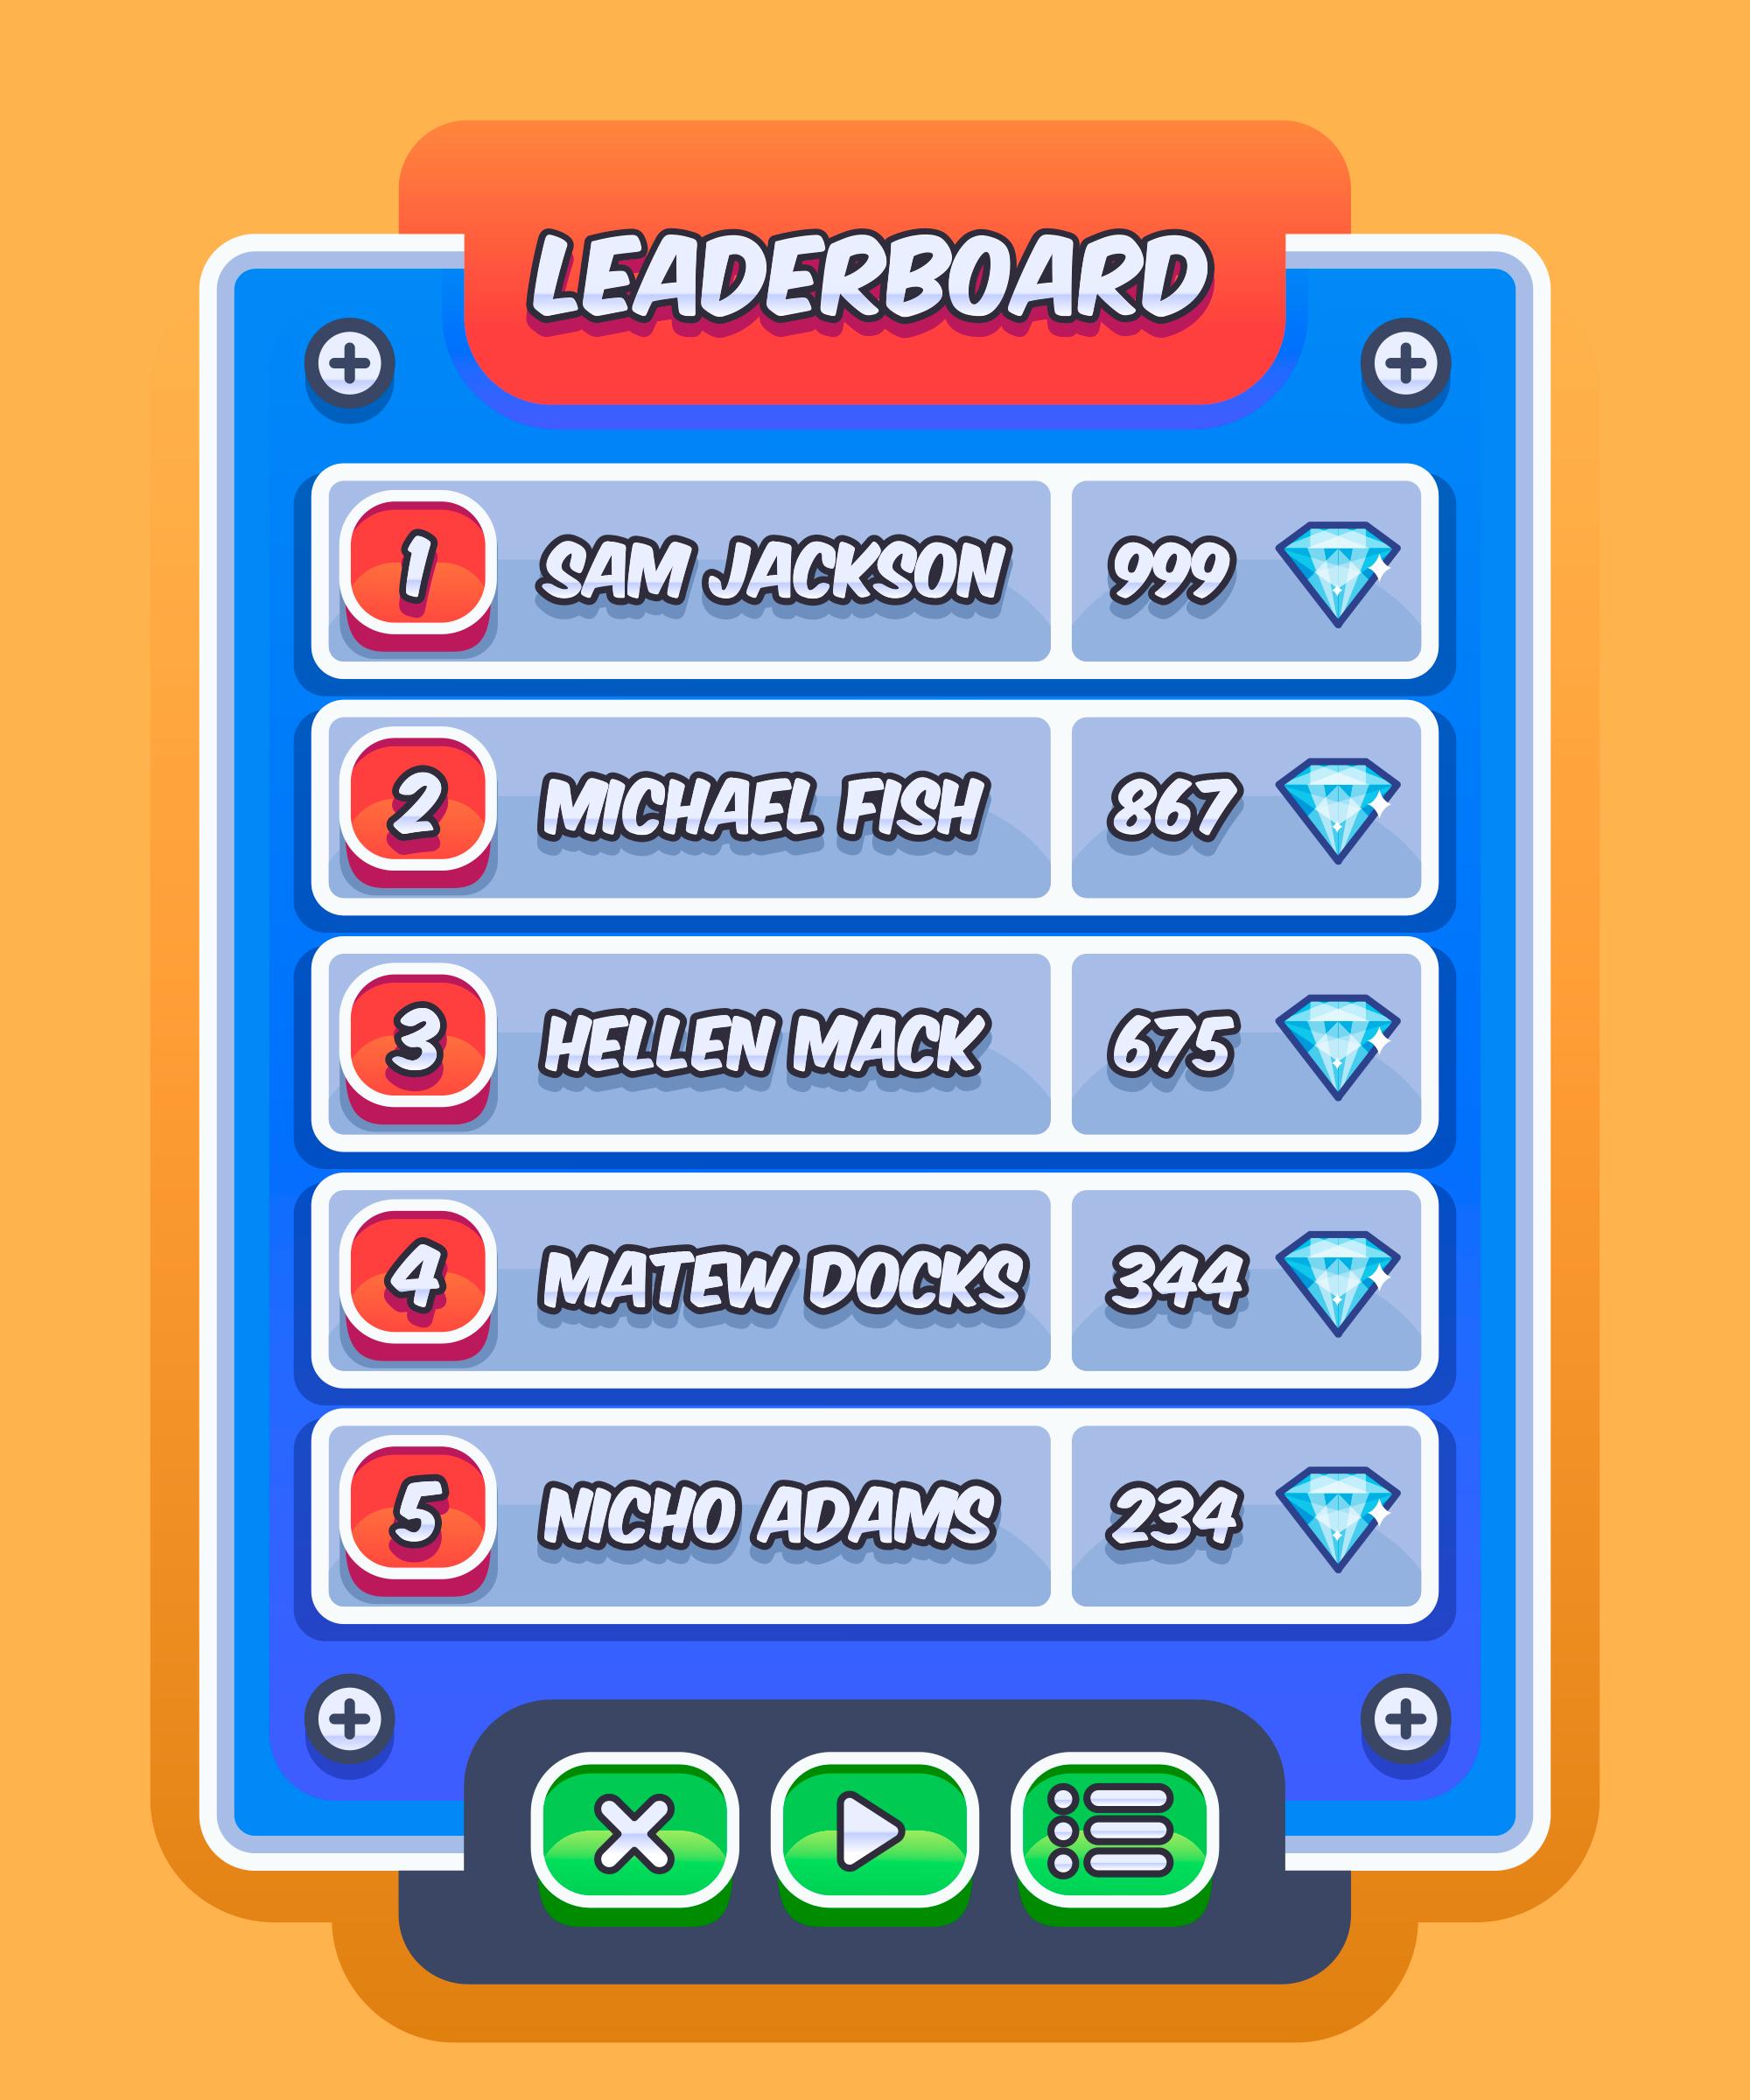 LEADERBOARD
1 SAM JACKSON 999
2 MICHAEL FISH 867
3 HELLEN MACK 675
4 MATEW DOCKS 344
5 NICHO ADAMS 234